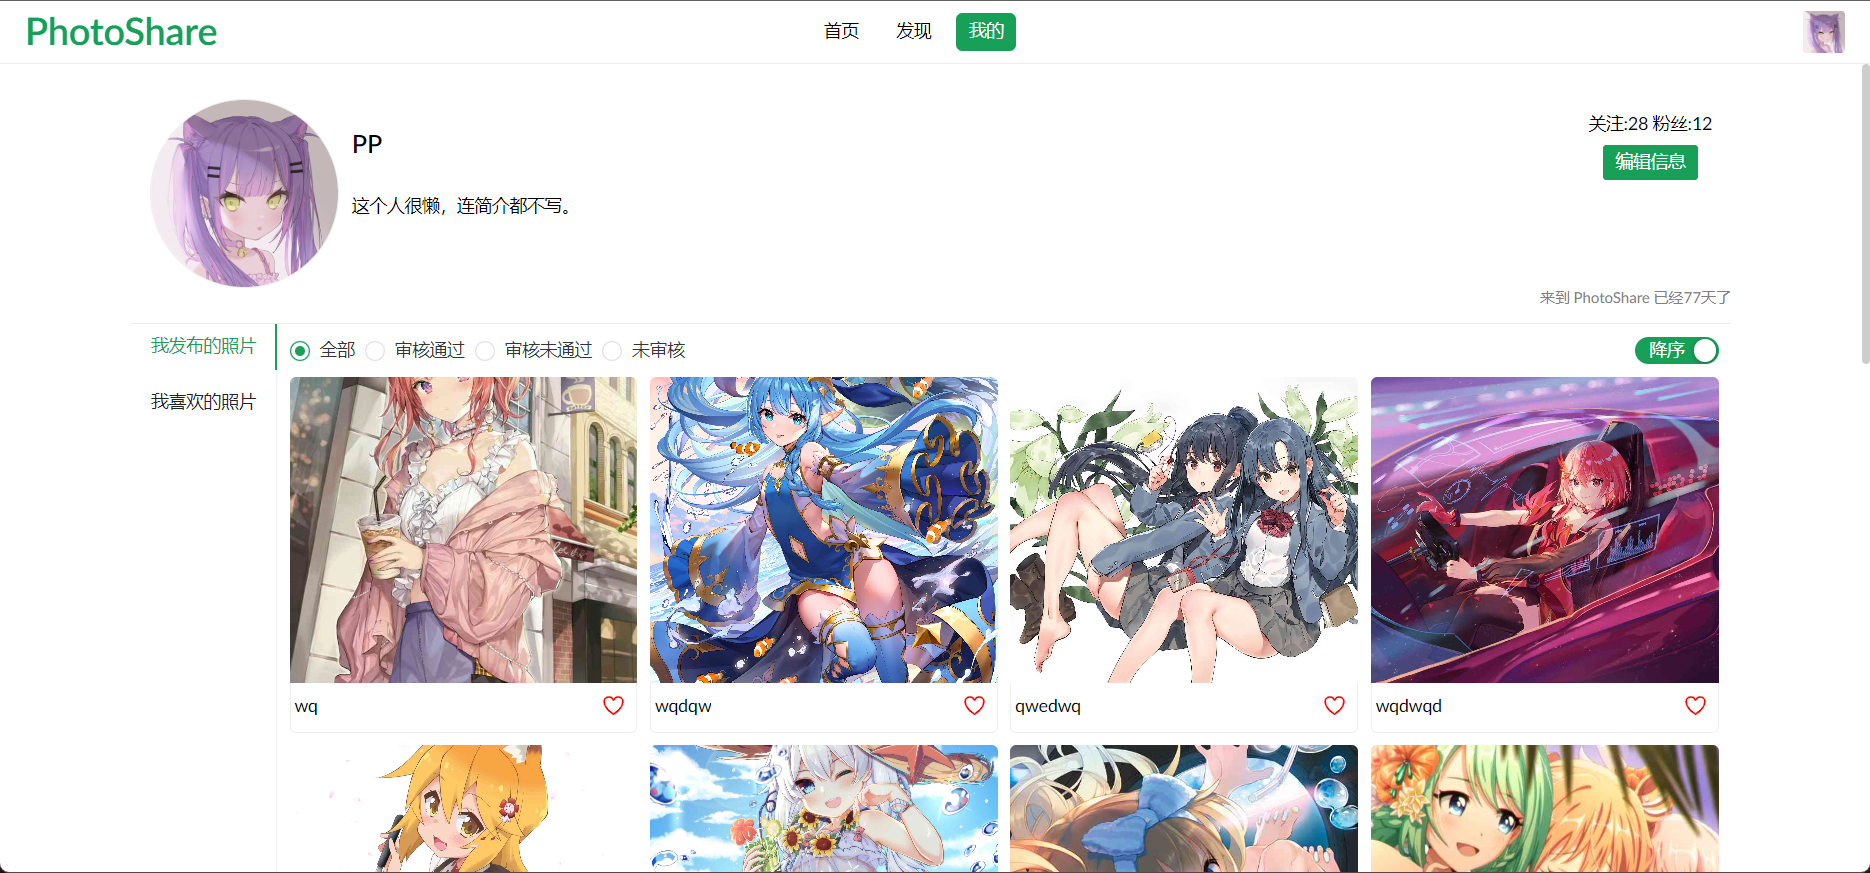 PhotoShare
首页 发现 我的
PP
这个人很懒，连简介都不写。
关注:28 粉丝:12
编辑信息
来到 PhotoShare 已经77天了
我发布的照片
我喜欢的照片
全部 审核通过 审核未通过 未审核
降序
wq
wqdqw
qwedwq
wqdwqd